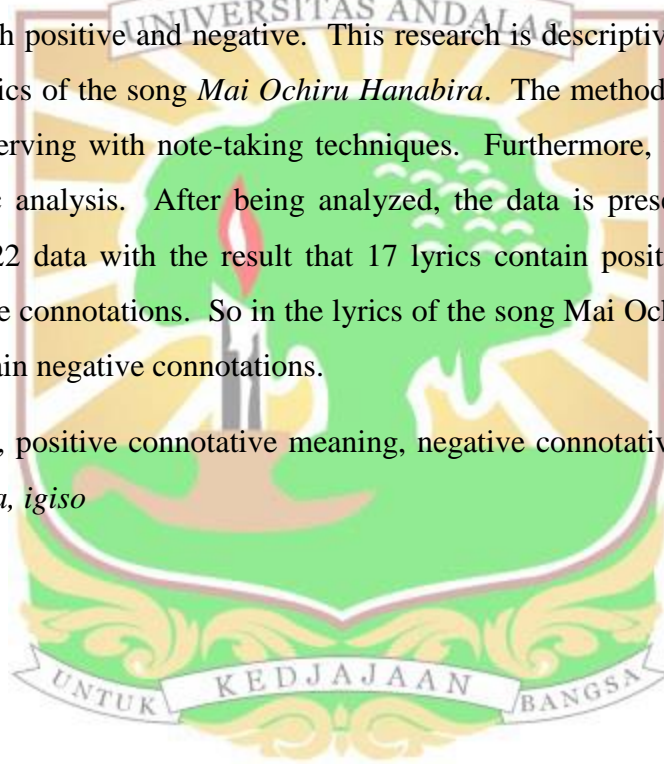 UNIVERSITAS ANDALAS
h positive and negative. This research is descriptiv
ics of the song Mai Ochiru Hanabira. The method
erving with note-taking techniques. Furthermore,
c analysis. After being analyzed, the data is prese
22 data with the result that 17 lyrics contain posit
e connotations. So in the lyrics of the song Mai Och
ain negative connotations.
, positive connotative meaning, negative connotativ
a, igiso
UNTUK KEDJAJAAN BANGSA